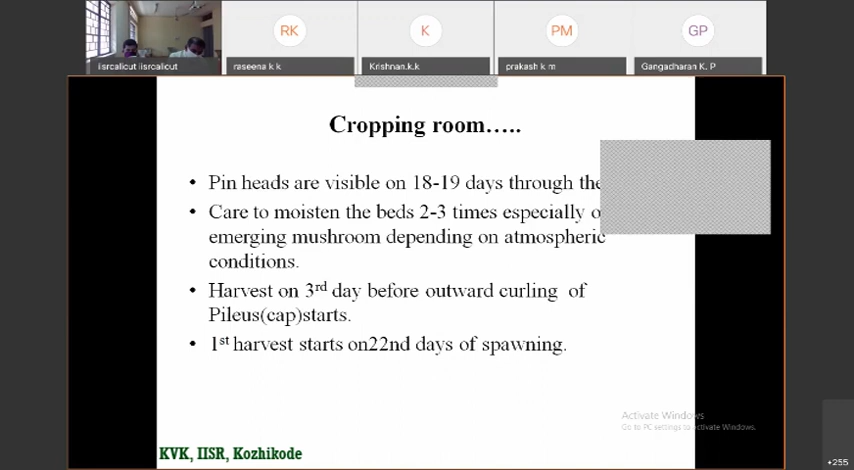 RK
K
PM
GP
iisrcalicut iisrcalicut
raseena k k
Krishnan.k.k
prakash k m
Gangadharan K. P
Cropping room…..
• Pin heads are visible on 18-19 days through the
• Care to moisten the beds 2-3 times especially
emerging mushroom depending on atmospheric
conditions.
• Harvest on 3rd day before outward curling of
Pileus(cap)starts.
• 1st harvest starts on22nd days of spawning.
Activate Windows
Go to PC settings to activate Windows.
KVK, IISR, Kozhikode
+255